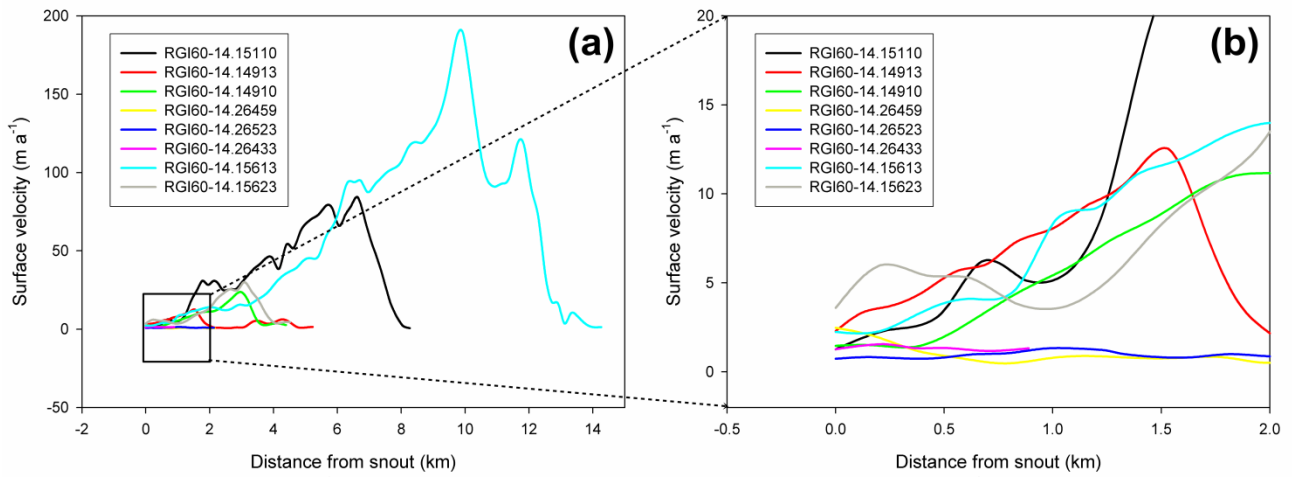 (a)
RGI60-14.15110
RGI60-14.14913
RGI60-14.14910
RGI60-14.26459
RGI60-14.26523
RGI60-14.26433
RGI60-14.15613
RGI60-14.15623
Surface velocity (m a⁻¹)
200
150
100
50
0
-50
-2
0
2
4
6
8
10
12
14
Distance from snout (km)
(b)
RGI60-14.15110
RGI60-14.14913
RGI60-14.14910
RGI60-14.26459
RGI60-14.26523
RGI60-14.26433
RGI60-14.15613
RGI60-14.15623
Surface velocity (m a⁻¹)
20
15
10
5
0
-0.5
0.0
0.5
1.0
1.5
2.0
Distance from snout (km)